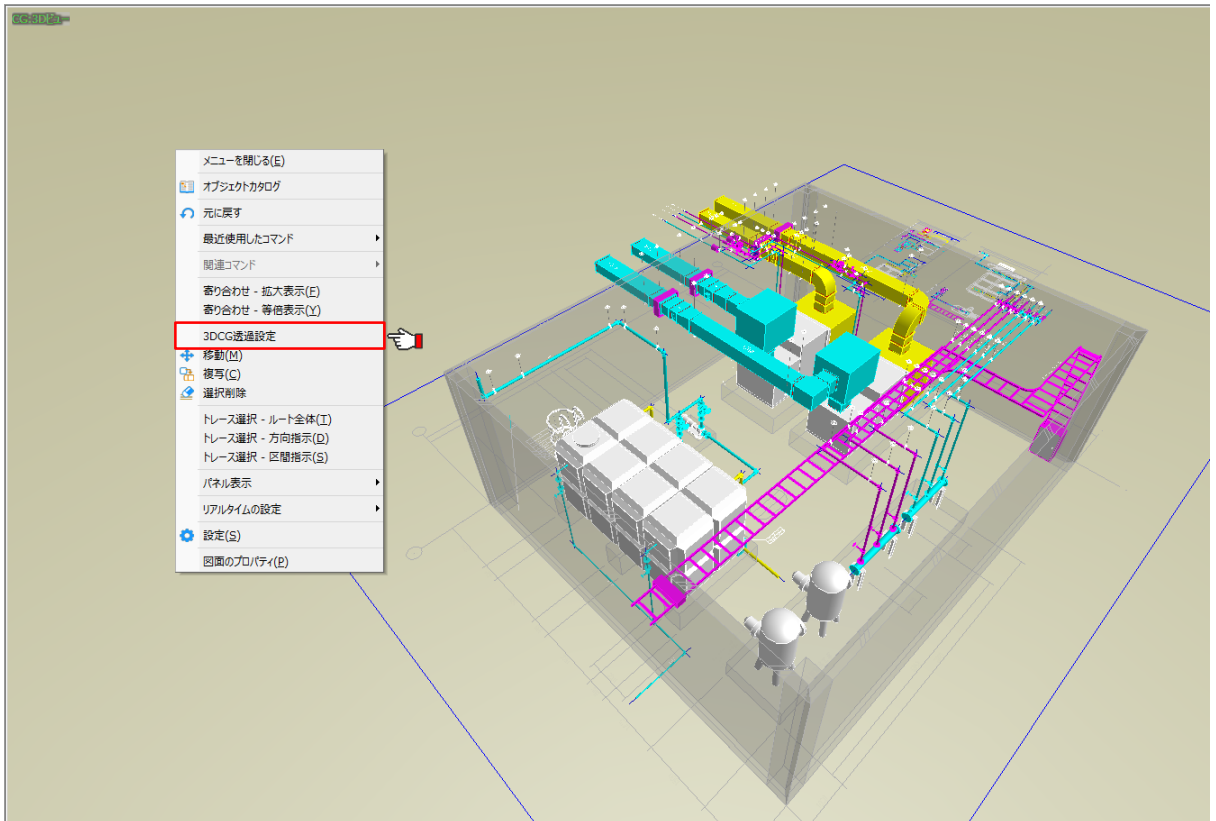 CG:3Dビュー
メニューを閉じる(E)
オブジェクトカタログ
元に戻す
最近使用したコマンド
関連コマンド
寄り合わせ - 拡大表示(F)
寄り合わせ - 等倍表示(Y)
3DCG透過設定
移動(M)
複写(C)
選択削除
トレース選択 - ルート全体(T)
トレース選択 - 方向指示(D)
トレース選択 - 区間指示(S)
パネル表示
リアルタイムの設定
設定(S)
図面のプロパティ(P)